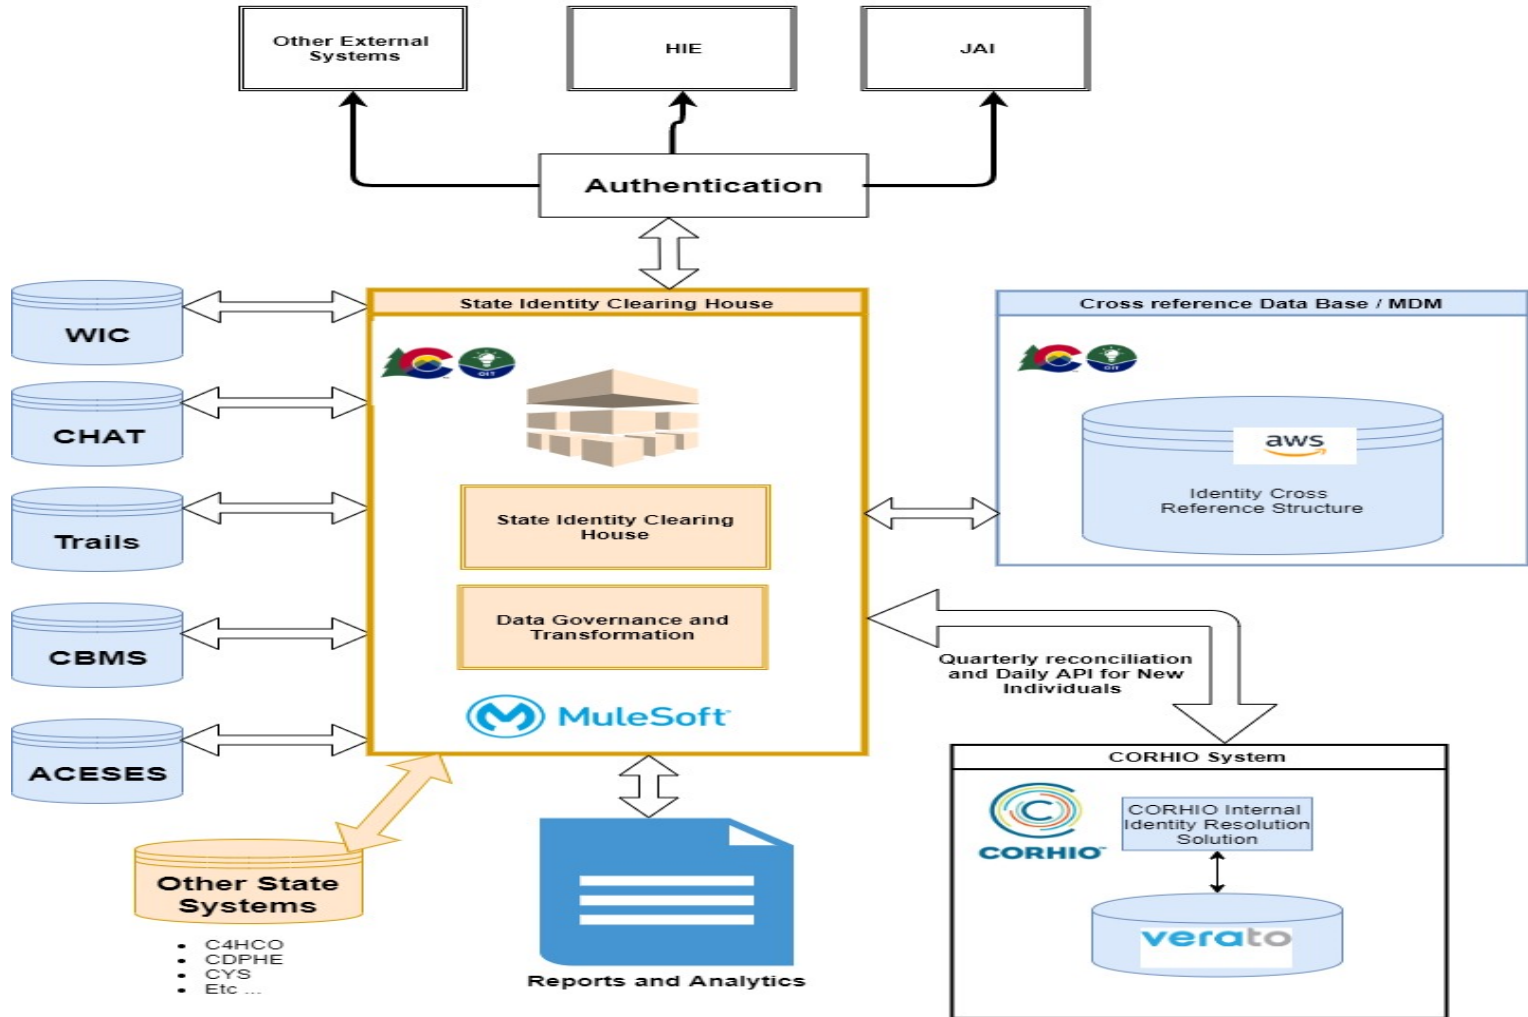 Other External
Systems
HIE
JAI
Authentication
State Identity Clearing House
Cross reference Data Base / MDM
WIC
CHAT
Trails
CBMS
ACESES
C
OIT
State Identity Clearing
House
Data Governance and
Transformation
MuleSoft
C
OIT
aws
Identity Cross
Reference Structure
Quarterly reconciliation
and Daily API for New
Individuals
CORHIO System
C
CORHIO™
CORHIO Internal
Identity Resolution
Solution
verato
Other State
Systems
• C4HCO
• CDPHE
• CYS
• Etc ...
Reports and Analytics